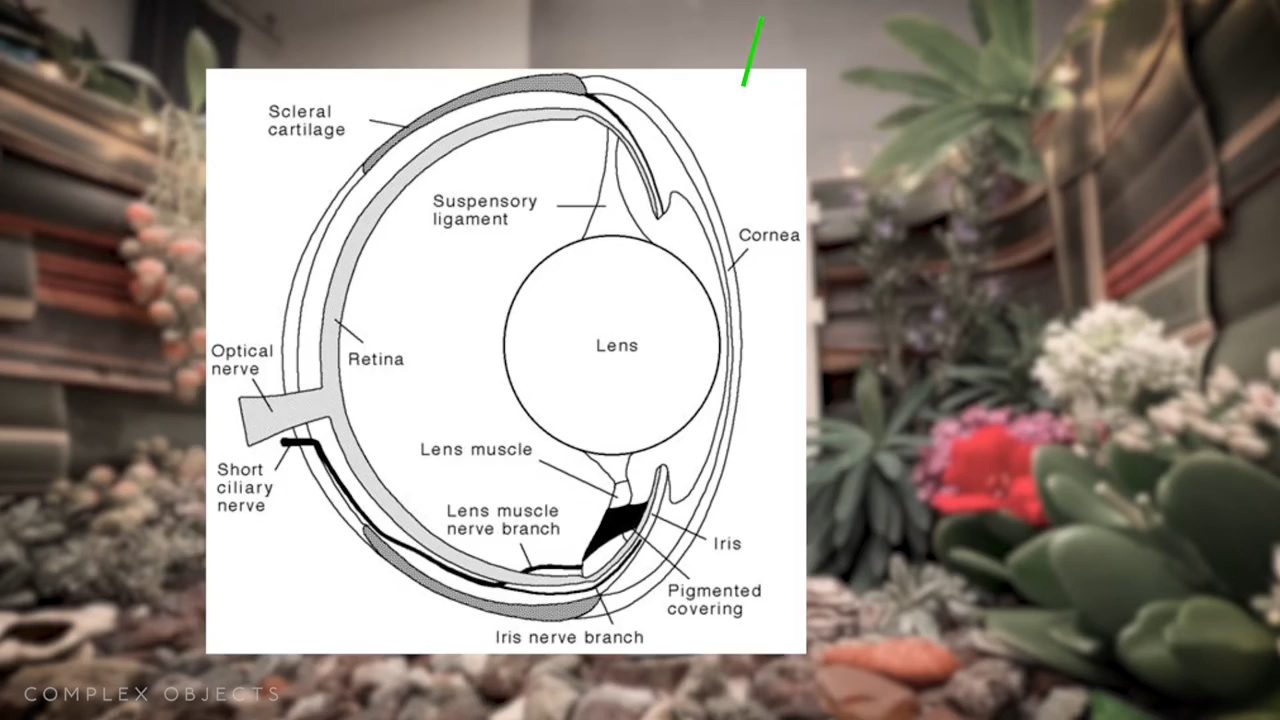 Scleral
cartilage
Suspensory
ligament
Cornea
Lens
Optical
nerve
Retina
Lens muscle
Short
ciliary
nerve
Lens muscle
nerve branch
Iris
Pigmented
covering
Iris nerve branch
COMPLEX OBJECTS